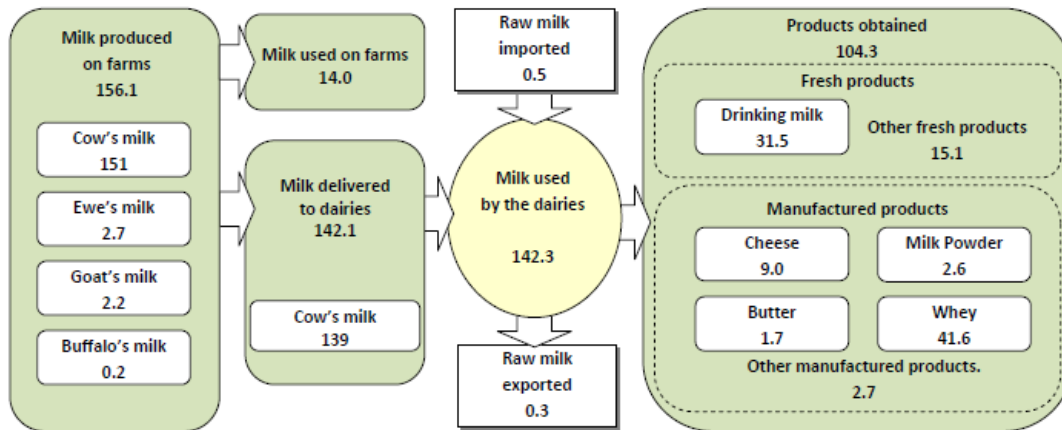 Milk produced
on farms
156.1
Cow's milk
151
Ewe's milk
2.7
Goat's milk
2.2
Buffalo's milk
0.2
Milk used on farms
14.0
Milk delivered
to dairies
142.1
Cow's milk
139
Raw milk
imported
0.5
Milk used
by the dairies
142.3
Raw milk
exported
0.3
Products obtained
104.3
Fresh products
Drinking milk
31.5
Other fresh products
15.1
Manufactured products
Cheese
9.0
Milk Powder
2.6
Butter
1.7
Whey
41.6
Other manufactured products.
2.7